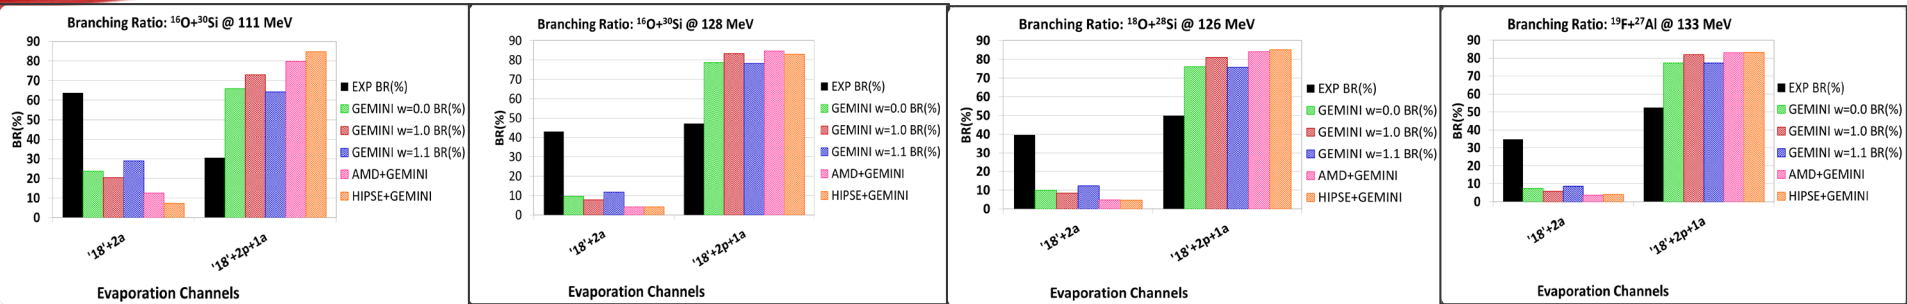 Branching Ratio: ¹⁶O+³⁰Si @ 111 MeV
90
80
70
60
50
40
30
20
10
0
BR(%)
'18'+2a
'18'+2p+1a
Evaporation Channels
EXP BR(%)
GEMINI w=0.0 BR(%)
GEMINI w=1.0 BR(%)
GEMINI w=1.1 BR(%)
AMD+GEMINI
HIPSE+GEMINI
Branching Ratio: ¹⁶O+³⁰Si @ 128 MeV
90
80
70
60
50
40
30
20
10
0
BR(%)
'18'+2a
'18'+2p+1a
Evaporation Channels
EXP BR(%)
GEMINI w=0.0 BR(%)
GEMINI w=1.0 BR(%)
GEMINI w=1.1 BR(%)
AMD+GEMINI
HIPSE+GEMINI
Branching Ratio: ¹⁸O+²⁸Si @ 126 MeV
90
80
70
60
50
40
30
20
10
0
BR(%)
'18'+2a
'18'+2p+1a
Evaporation Channels
EXP BR(%)
GEMINI w=0.0 BR(%)
GEMINI w=1.0 BR(%)
GEMINI w=1.1 BR(%)
AMD+GEMINI
HIPSE+GEMINI
Branching Ratio: ¹⁹F+²⁷Al @ 133 MeV
90
80
70
60
50
40
30
20
10
0
BR(%)
'18'+2a
'18'+2p+1a
Evaporation Channels
EXP BR(%)
GEMINI w=0.0 BR(%)
GEMINI w=1.0 BR(%)
GEMINI w=1.1 BR(%)
AMD+GEMINI
HIPSE+GEMINI